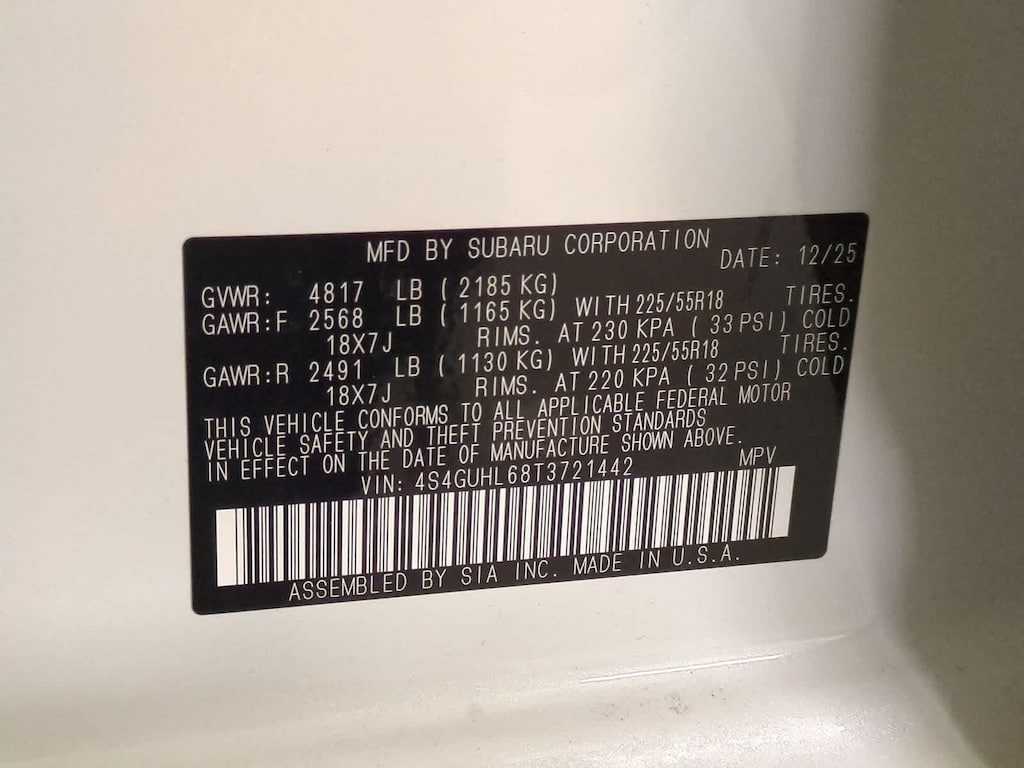 MFD BY SUBARU CORPORATION DATE: 12/25
GVWR: 4817 LB ( 2185 KG)
GAWR:F 2568 LB ( 1165 KG) WITH 225/55R18 TIRES.
18X7J RIMS. AT 230 KPA ( 33 PSI) COLD
GAWR:R 2491 LB ( 1130 KG) WITH 225/55R18 TIRES.
18X7J RIMS. AT 220 KPA ( 32 PSI) COLD
THIS VEHICLE CONFORMS TO ALL APPLICABLE FEDERAL MOTOR
VEHICLE SAFETY AND THEFT PREVENTION STANDARDS
IN EFFECT ON THE DATE OF MANUFACTURE SHOWN ABOVE.
VIN: 4S4GUHL68T3721442 MPV
ASSEMBLED BY SIA INC. MADE IN U.S.A.